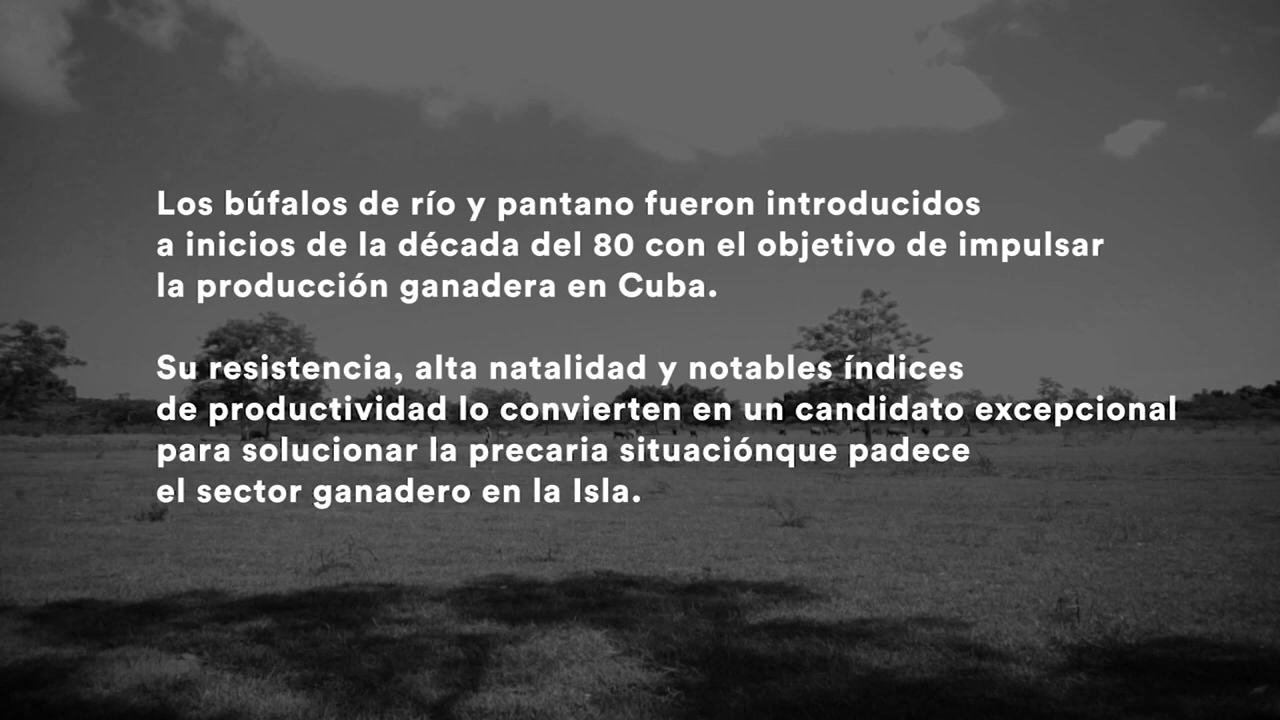 Los búfalos de río y pantano fueron introducidos
a inicios de la década del 80 con el objetivo de impulsar
la producción ganadera en Cuba.
Su resistencia, alta natalidad y notables índices
de productividad lo convierten en un candidato excepcional
para solucionar la precaria situaciónque padece
el sector ganadero en la Isla.